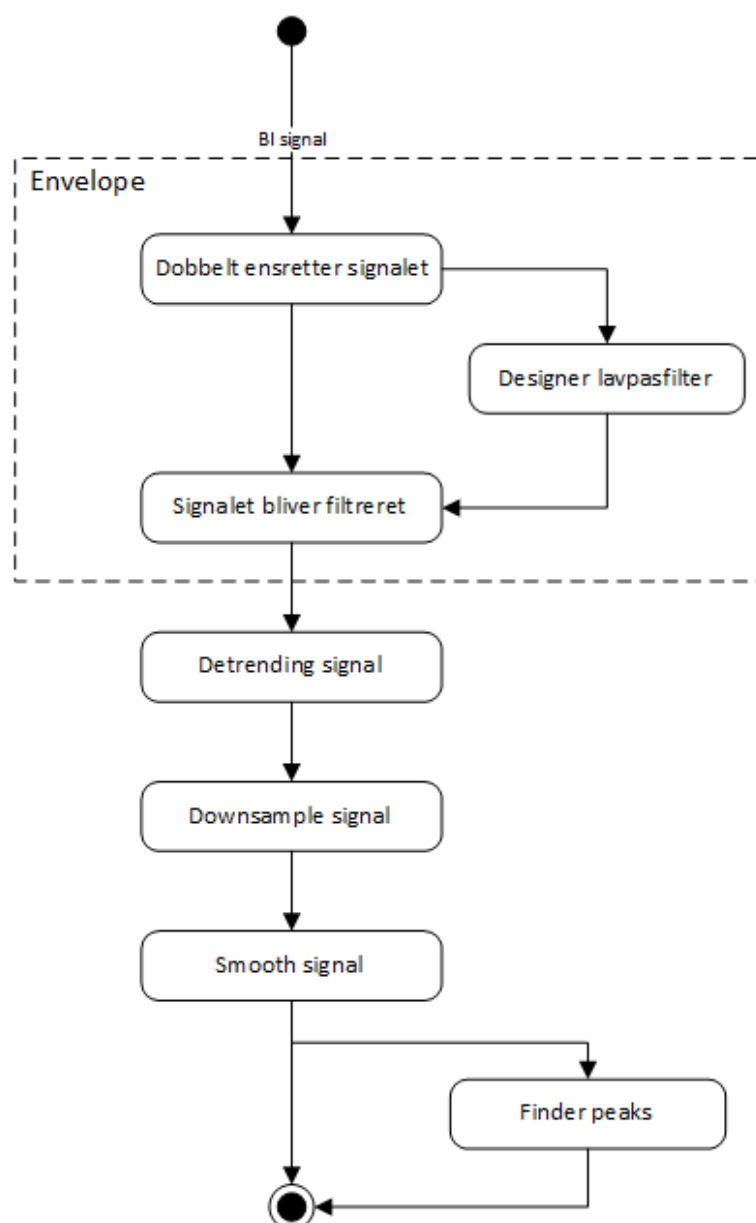 BI signal
Envelope
Dobbelt ensretter signalet
Designer lavpasfilter
Signalet bliver filtreret
Detrending signal
Downsample signal
Smooth signal
Finder peaks